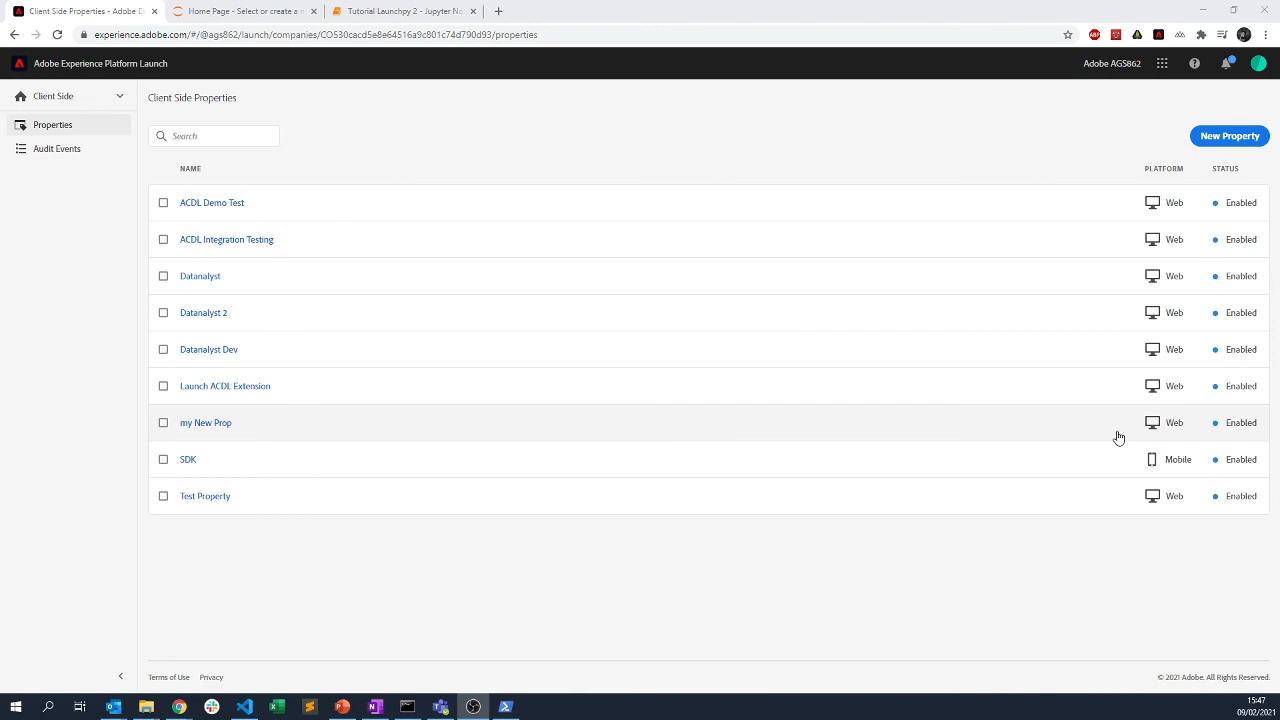 Client Side Properties - Adobe E
Home Page - Select or create a n
Tutorial Launchpy 2 - Jupyter No
experience.adobe.com/#/@ags862/launch/companies/CO530cacd5e8e64516a9c801c74d790d93/properties
Adobe Experience Platform Launch
Adobe AGS862
Client Side
Properties
Audit Events
Client Side Properties
Search
New Property
NAME PLATFORM STATUS
ACDL Demo Test Web Enabled
ACDL Integration Testing Web Enabled
Datanalyst Web Enabled
Datanalyst 2 Web Enabled
Datanalyst Dev Web Enabled
Launch ACDL Extension Web Enabled
my New Prop Web Enabled
SDK Mobile Enabled
Test Property Web Enabled
Terms of Use Privacy
© 2021 Adobe. All Rights Reserved.
15:47
09/02/2021